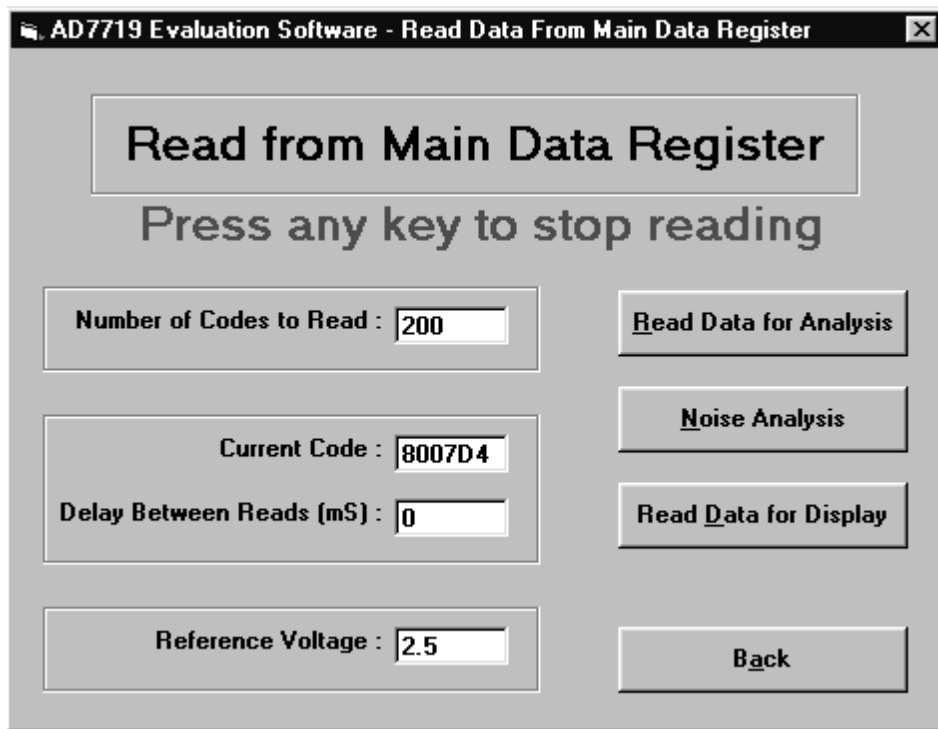 AD7719 Evaluation Software - Read Data From Main Data Register
Read from Main Data Register
Press any key to stop reading
Number of Codes to Read : 200
Read Data for Analysis
Noise Analysis
Current Code : 8007D4
Delay Between Reads (mS) : 0
Read Data for Display
Reference Voltage : 2.5
Back